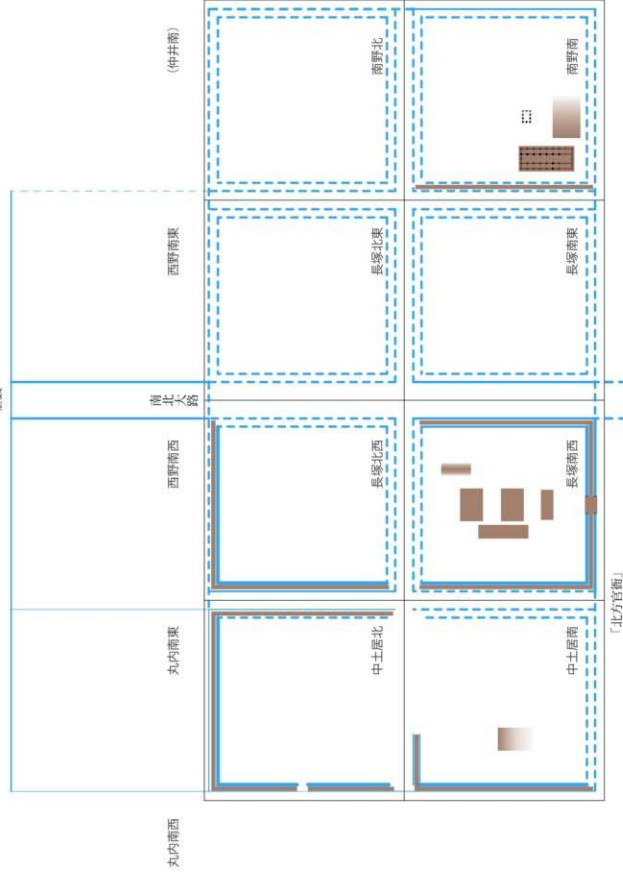 (仲井南)
南野北
南野南
西野南東
長塚北東
長塚南東
南北大路
西野南西
長塚北西
長塚南西
丸内南東
中土居北
中土居南
丸内南西
「北方官衙」